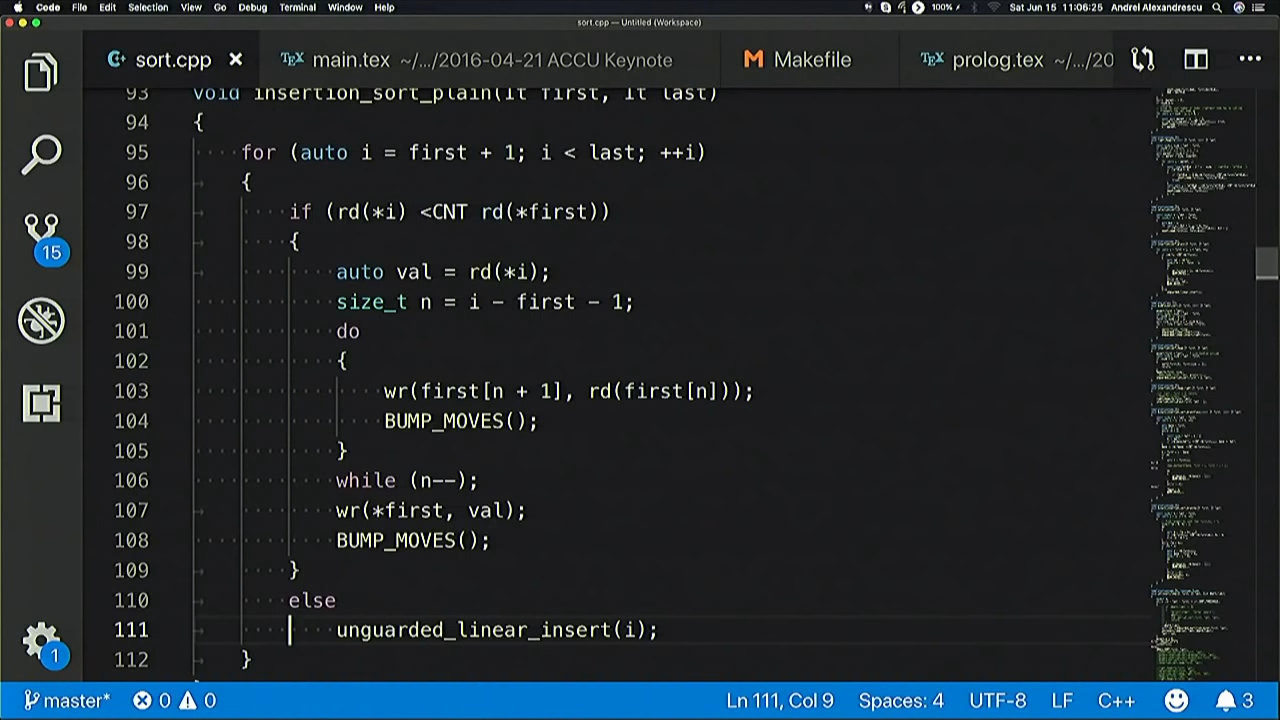 Code File Edit Selection View Go Debug Terminal Window Help 100% Sat Jun 15 11:06:25 Andrei Alexandrescu
sort.cpp — Untitled (Workspace)
sort.cpp main.tex ~/.../2016-04-21 ACCU Keynote Makefile prolog.tex ~/.../20
93 void insertion_sort_plain(It first, It last)
94 {
95 for (auto i = first + 1; i < last; ++i)
96 {
97 if (rd(*i) <CNT rd(*first))
98 {
99 auto val = rd(*i);
100 size_t n = i - first - 1;
101 do
102 {
103 wr(first[n + 1], rd(first[n]));
104 BUMP_MOVES();
105 }
106 while (n--);
107 wr(*first, val);
108 BUMP_MOVES();
109 }
110 else
111 unguarded_linear_insert(i);
112 }
15
1
master* 0 0 Ln 111, Col 9 Spaces: 4 UTF-8 LF C++ 3